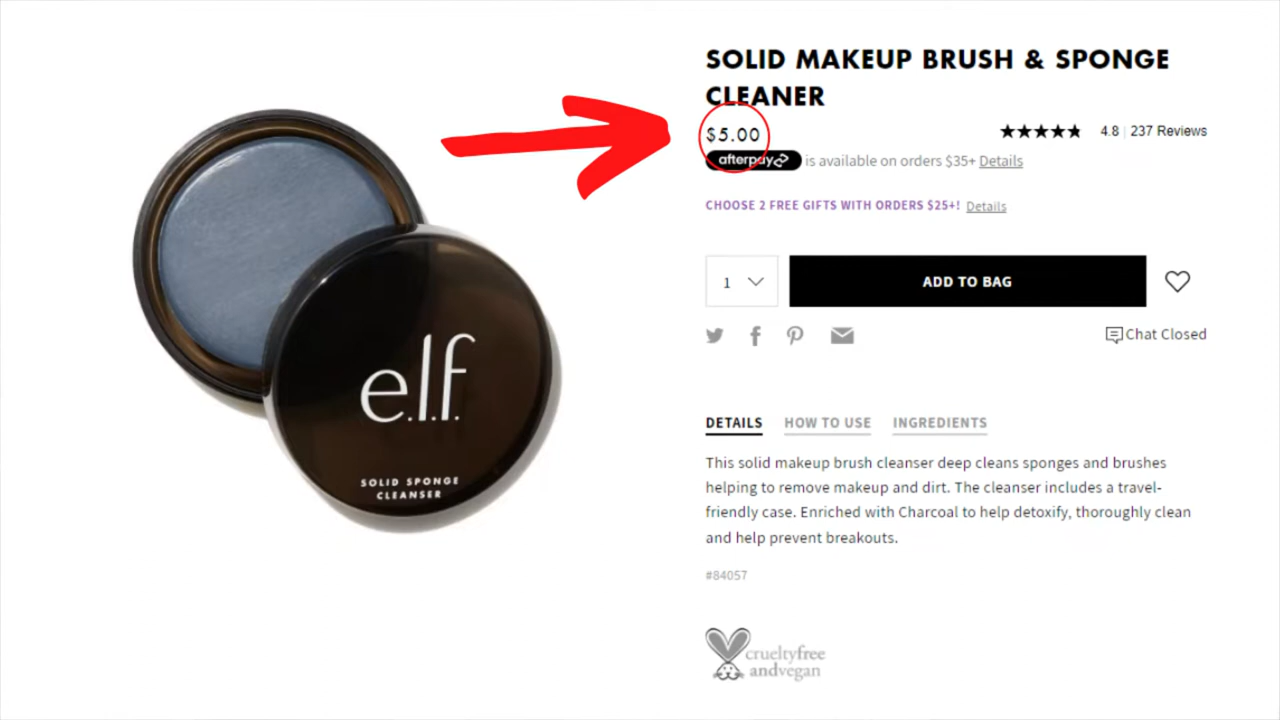 SOLID MAKEUP BRUSH & SPONGE
CLEANER
$5.00
4.8 | 237 Reviews
afterpay is available on orders $35+ Details
CHOOSE 2 FREE GIFTS WITH ORDERS $25+! Details
1
ADD TO BAG
Chat Closed
e.l.f.
SOLID SPONGE
CLEANSER
DETAILS HOW TO USE INGREDIENTS
This solid makeup brush cleanser deep cleans sponges and brushes
helping to remove makeup and dirt. The cleanser includes a travel-
friendly case. Enriched with Charcoal to help detoxify, thoroughly clean
and help prevent breakouts.
#84057
crueltyfree
andvegan